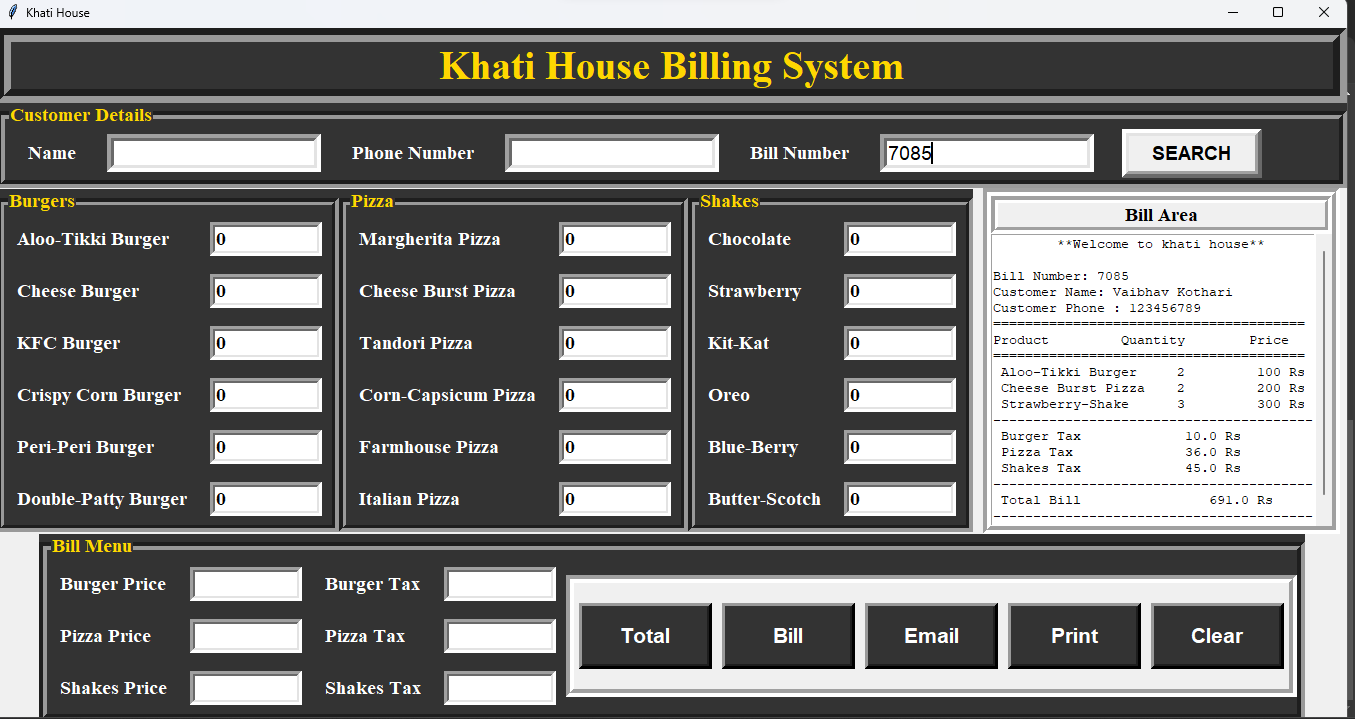 Khati House
Khati House Billing System
Customer Details
Name Phone Number Bill Number 7085 SEARCH
Burgers
Aloo-Tikki Burger 0
Cheese Burger 0
KFC Burger 0
Crispy Corn Burger 0
Peri-Peri Burger 0
Double-Patty Burger 0
Pizza
Margherita Pizza 0
Cheese Burst Pizza 0
Tandori Pizza 0
Corn-Capsicum Pizza 0
Farmhouse Pizza 0
Italian Pizza 0
Shakes
Chocolate 0
Strawberry 0
Kit-Kat 0
Oreo 0
Blue-Berry 0
Butter-Scotch 0
Bill Area
**Welcome to khati house**
Bill Number: 7085
Customer Name: Vaibhav Kothari
Customer Phone : 123456789
=======================================
Product Quantity Price
=======================================
Aloo-Tikki Burger 2 100 Rs
Cheese Burst Pizza 2 200 Rs
Strawberry-Shake 3 300 Rs
----------------------------------------
Burger Tax 10.0 Rs
Pizza Tax 36.0 Rs
Shakes Tax 45.0 Rs
----------------------------------------
Total Bill 691.0 Rs
----------------------------------------
Bill Menu
Burger Price Burger Tax
Pizza Price Pizza Tax
Shakes Price Shakes Tax
Total Bill Email Print Clear